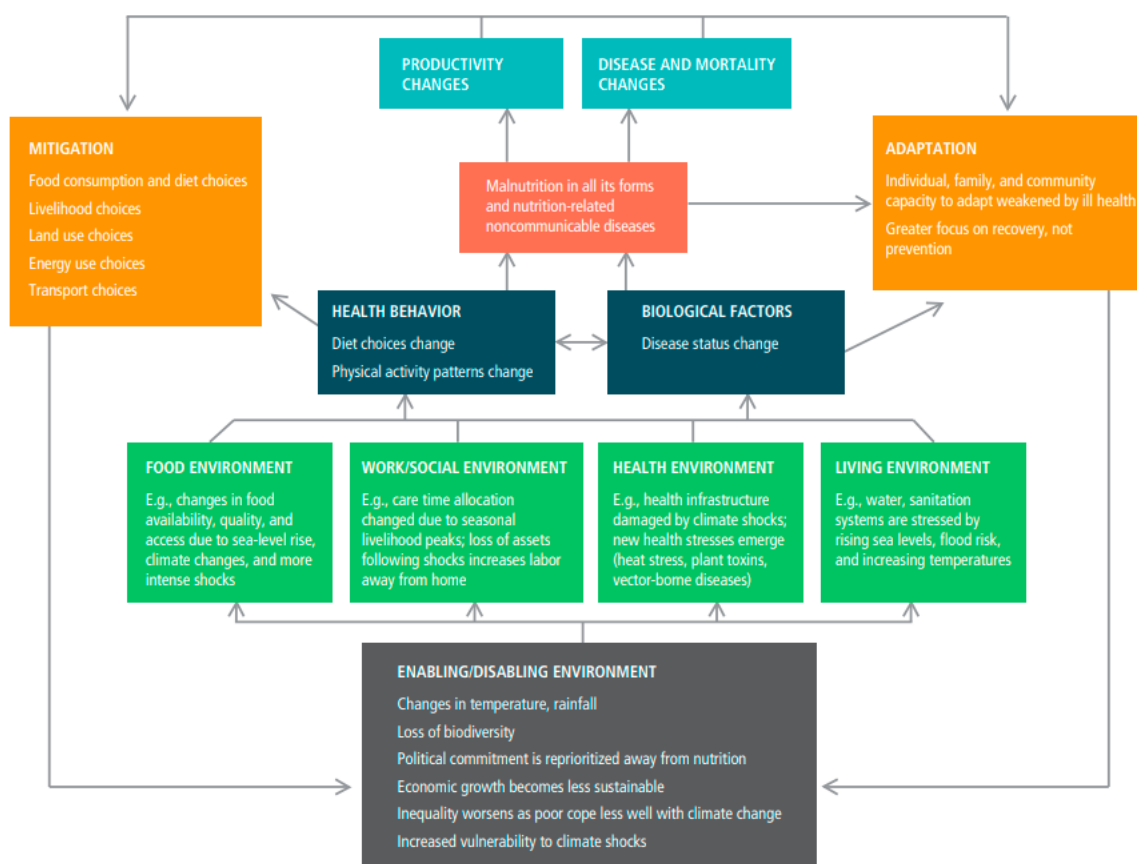 PRODUCTIVITY
CHANGES
DISEASE AND MORTALITY
CHANGES
MITIGATION
Food consumption and diet choices
Livelihood choices
Land use choices
Energy use choices
Transport choices
Malnutrition in all its forms
and nutrition-related
noncommunicable diseases
ADAPTATION
Individual, family, and community
capacity to adapt weakened by ill health
Greater focus on recovery, not
prevention
HEALTH BEHAVIOR
Diet choices change
Physical activity patterns change
BIOLOGICAL FACTORS
Disease status change
FOOD ENVIRONMENT
E.g., changes in food
availability, quality, and
access due to sea-level rise,
climate changes, and more
intense shocks
WORK/SOCIAL ENVIRONMENT
E.g., care time allocation
changed due to seasonal
livelihood peaks; loss of assets
following shocks increases labor
away from home
HEALTH ENVIRONMENT
E.g., health infrastructure
damaged by climate shocks;
new health stresses emerge
(heat stress, plant toxins,
vector-borne diseases)
LIVING ENVIRONMENT
E.g., water, sanitation
systems are stressed by
rising sea levels, flood risk,
and increasing temperatures
ENABLING/DISABLING ENVIRONMENT
Changes in temperature, rainfall
Loss of biodiversity
Political commitment is reprioritized away from nutrition
Economic growth becomes less sustainable
Inequality worsens as poor cope less well with climate change
Increased vulnerability to climate shocks